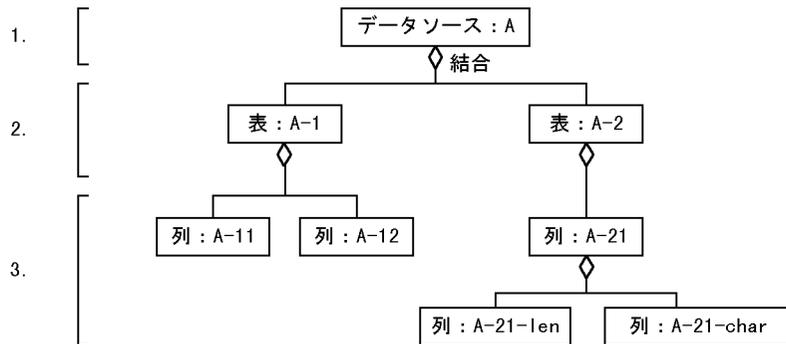 1.
データソース：A
結合
2.
表：A-1
表：A-2
3.
列：A-11
列：A-12
列：A-21
列：A-21-len
列：A-21-char